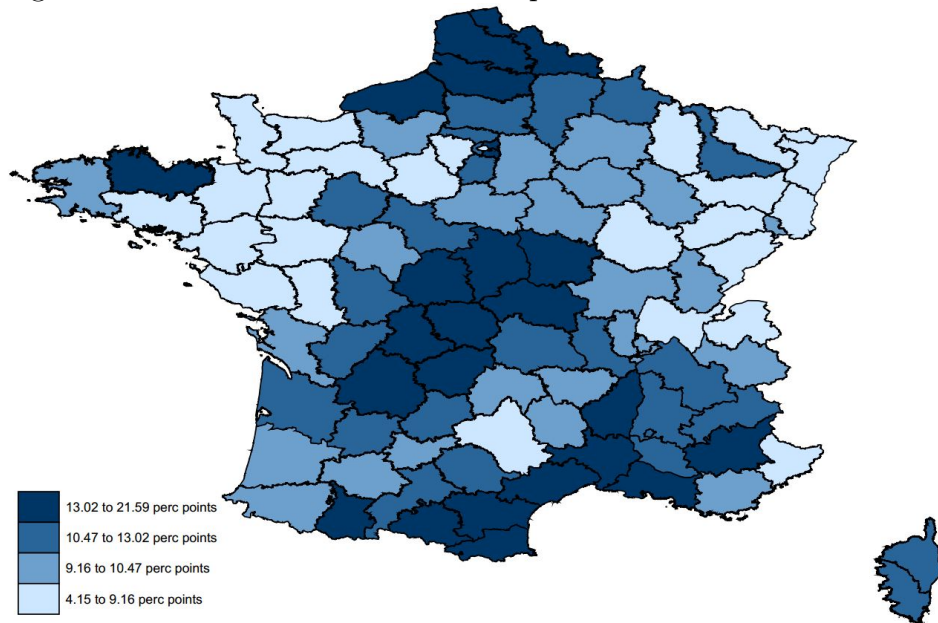 13.02 to 21.59 perc points
10.47 to 13.02 perc points
9.16 to 10.47 perc points
4.15 to 9.16 perc points